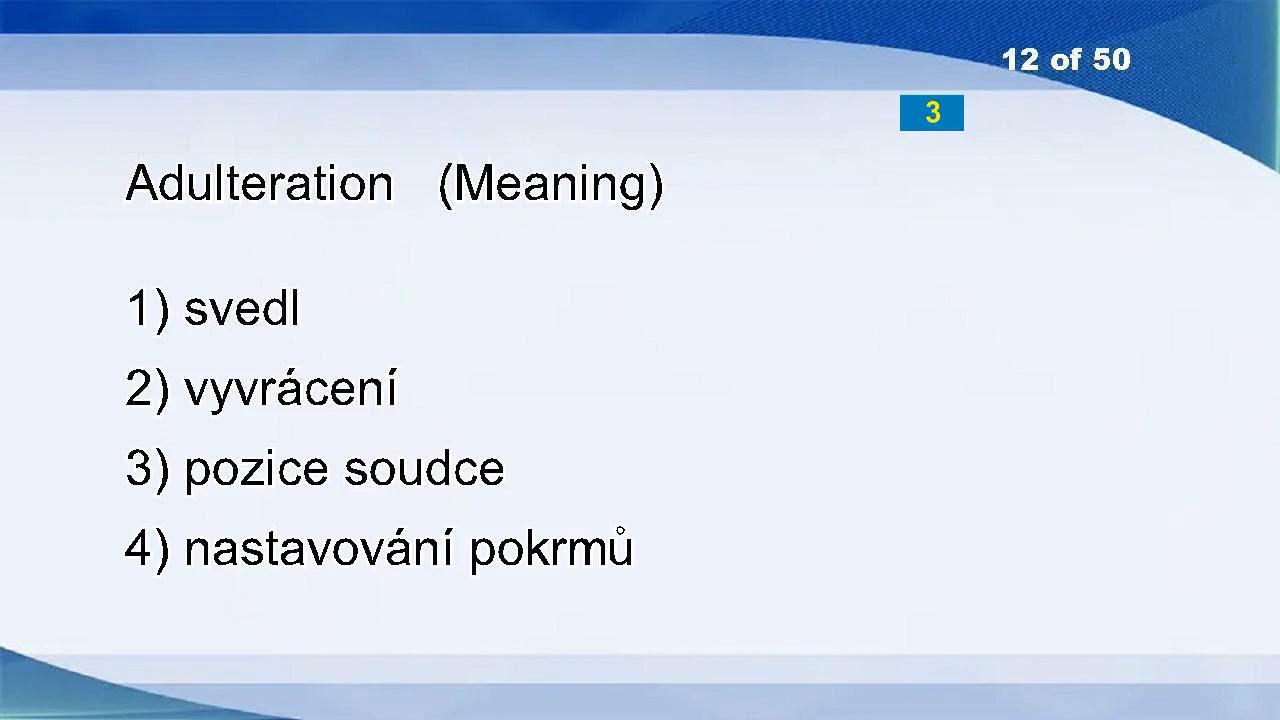 12 of 50
3
Adulteration (Meaning)
1) svedl
2) vyvrácení
3) pozice soudce
4) nastavování pokrmů